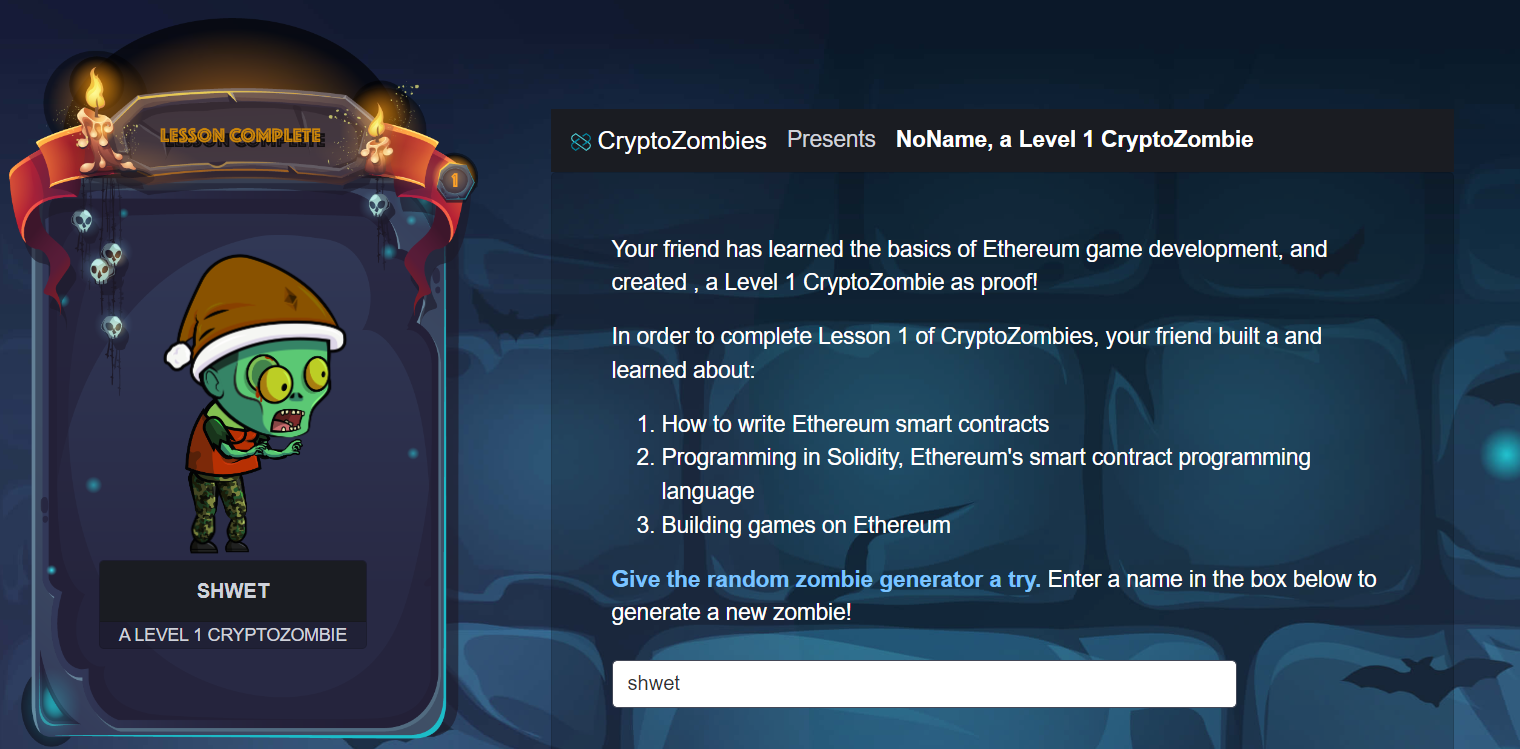 LESSON COMPLETE
1
SHWET
A LEVEL 1 CRYPTOZOMBIE
CryptoZombies Presents NoName, a Level 1 CryptoZombie
Your friend has learned the basics of Ethereum game development, and
created , a Level 1 CryptoZombie as proof!
In order to complete Lesson 1 of CryptoZombies, your friend built a and
learned about:
1. How to write Ethereum smart contracts
2. Programming in Solidity, Ethereum's smart contract programming
language
3. Building games on Ethereum
Give the random zombie generator a try. Enter a name in the box below to
generate a new zombie!
shwet